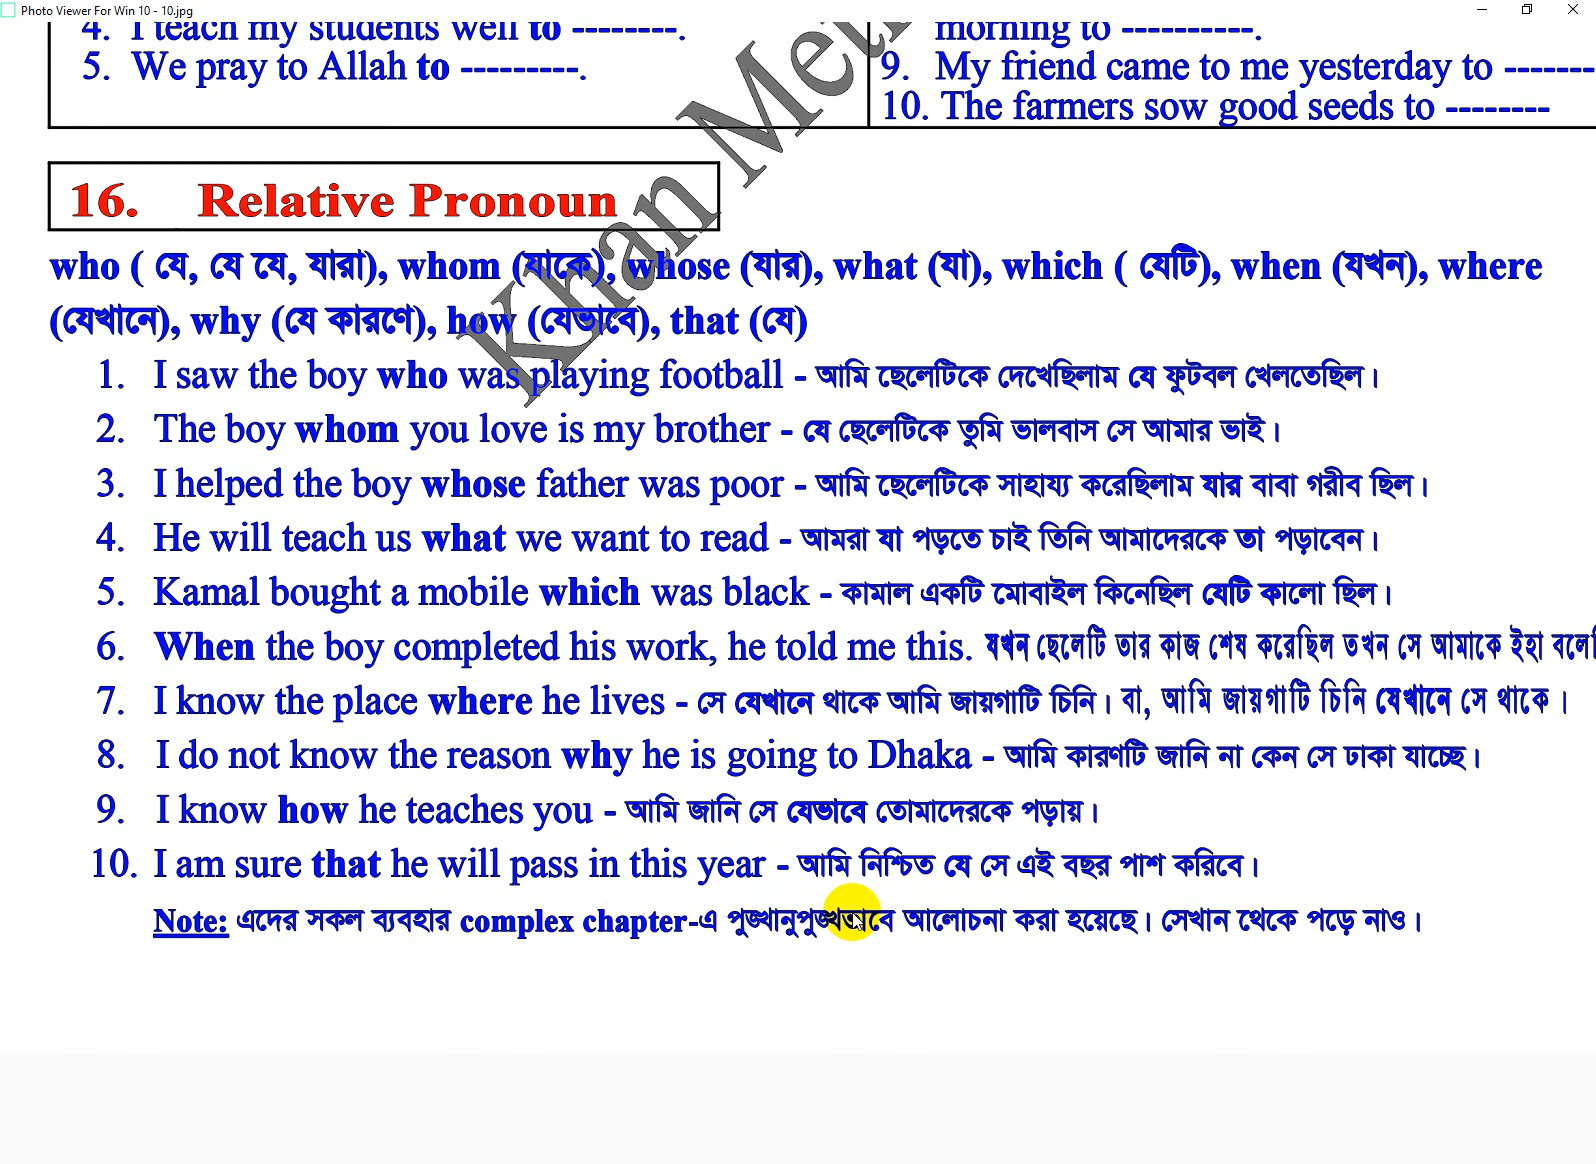 Photo Viewer For Win 10 - 10.jpg
4. I teach my students well to --------.
5. We pray to Allah to ---------.
morning to ----------.
9. My friend came to me yesterday to -------
10. The farmers sow good seeds to --------
16. Relative Pronoun
who ( যে, যে যে, যারা), whom (যাকে), whose (যার), what (যা), which ( যেটি), when (যখন), where
(যেখানে), why (যে কারণে), how (যেভাবে), that (যে)
1. I saw the boy who was playing football - আমি ছেলেটিকে দেখেছিলাম যে ফুটবল খেলতেছিল।
2. The boy whom you love is my brother - যে ছেলেটিকে তুমি ভালবাস সে আমার ভাই।
3. I helped the boy whose father was poor - আমি ছেলেটিকে সাহায্য করেছিলাম যার বাবা গরীব ছিল।
4. He will teach us what we want to read - আমরা যা পড়তে চাই তিনি আমাদেরকে তা পড়াবেন।
5. Kamal bought a mobile which was black - কামাল একটি মোবাইল কিনেছিল যেটি কালো ছিল।
6. When the boy completed his work, he told me this. যখন ছেলেটি তার কাজ শেষ করেছিল তখন সে আমাকে ইহা
7. I know the place where he lives - সে যেখানে থাকে আমি জায়গাটি চিনি। বা, আমি জায়গাটি চিনি যেখানে সে থাকে।
8. I do not know the reason why he is going to Dhaka - আমি কারণটি জানি না কেন সে ঢাকা যাচ্ছে।
9. I know how he teaches you - আমি জানি সে যেভাবে তোমাদেরকে পড়ায়।
10. I am sure that he will pass in this year - আমি নিশ্চিত যে সে এই বছর পাশ করিবে।
Note: এদের সকল ব্যবহার complex chapter-এ পুঙ্খানুপুঙ্খভাবে আলোচনা করা হয়েছে। সেখান থেকে পড়ে নাও।
Khan Met